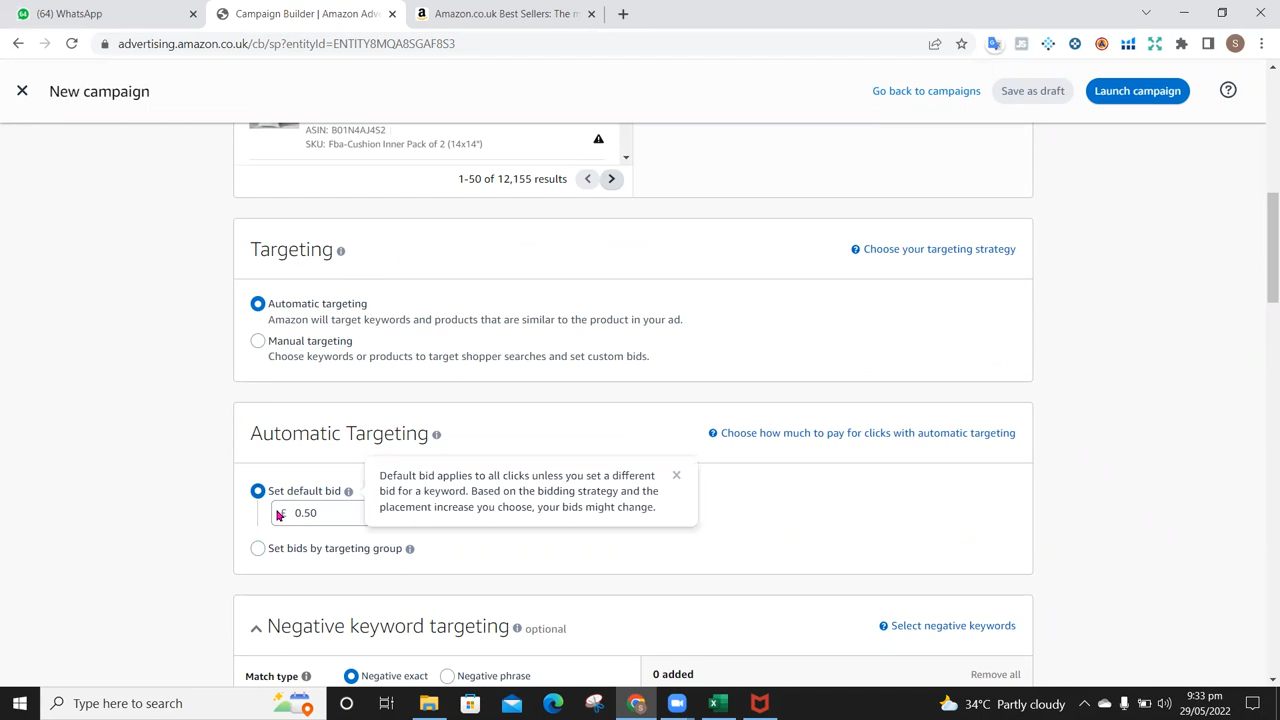 (64) WhatsApp
Campaign Builder | Amazon Adv
Amazon.co.uk Best Sellers: The m
advertising.amazon.co.uk/cb/sp?entityId=ENTITY8MQA8SGAF8S3
JS
S
New campaign
Go back to campaigns
Save as draft
Launch campaign
ASIN: B01N4AJ4S2
SKU: Fba-Cushion Inner Pack of 2 (14x14")
1-50 of 12,155 results
Targeting
Choose your targeting strategy
Automatic targeting
Amazon will target keywords and products that are similar to the product in your ad.
Manual targeting
Choose keywords or products to target shopper searches and set custom bids.
Automatic Targeting
Choose how much to pay for clicks with automatic targeting
Default bid applies to all clicks unless you set a different
bid for a keyword. Based on the bidding strategy and the
placement increase you choose, your bids might change.
Set default bid
£ 0.50
Set bids by targeting group
Negative keyword targeting optional
Select negative keywords
Match type
Negative exact
Negative phrase
0 added
Remove all
Type here to search
34°C Partly cloudy
9:33 pm
29/05/2022